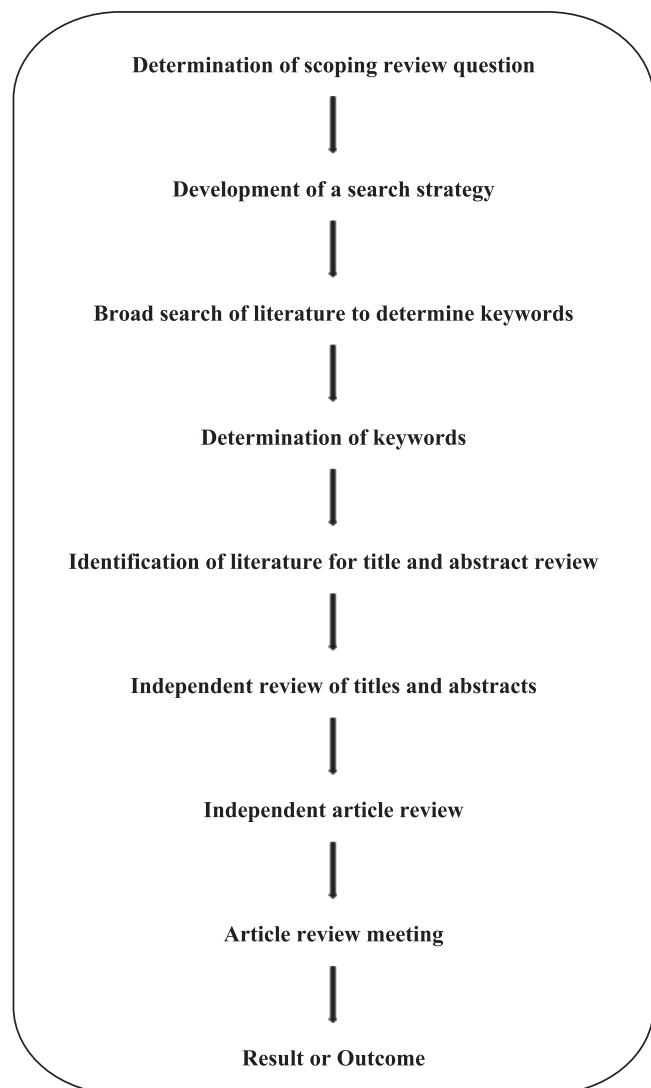 Determination of scoping review question
Development of a search strategy
Broad search of literature to determine keywords
Determination of keywords
Identification of literature for title and abstract review
Independent review of titles and abstracts
Independent article review
Article review meeting
Result or Outcome